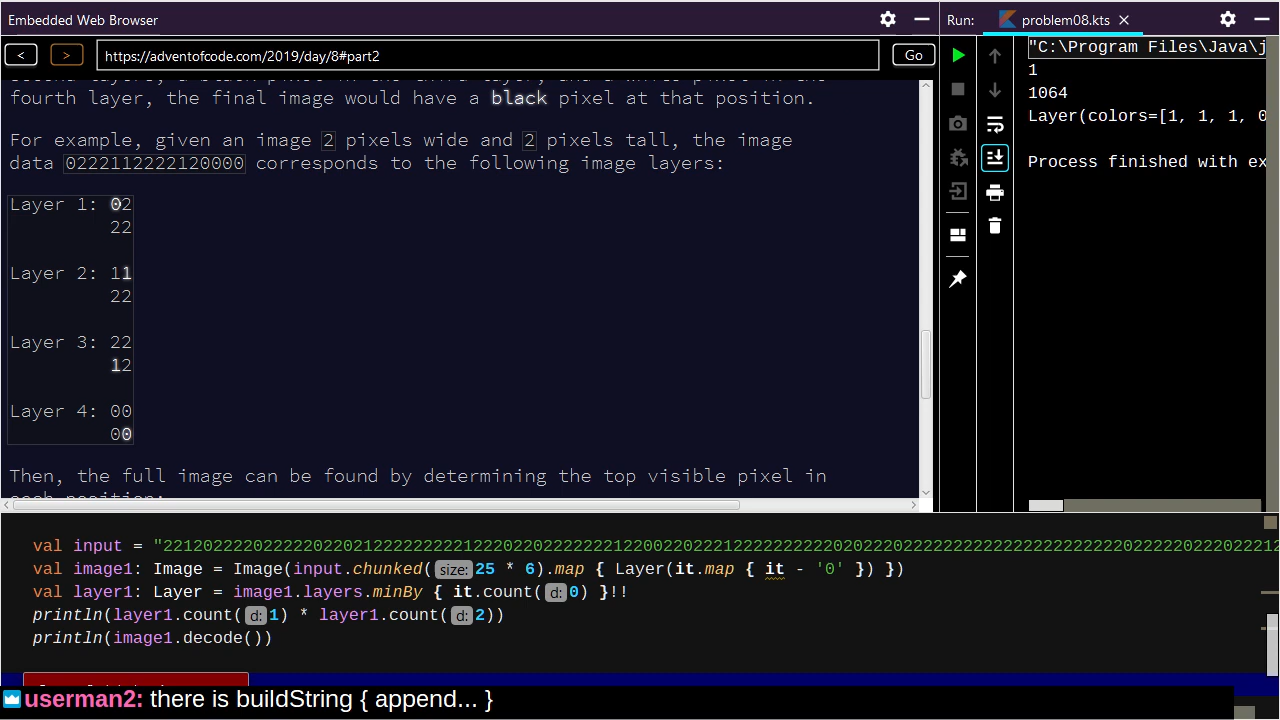 Embedded Web Browser
Run: problem08.kts
< > https://adventofcode.com/2019/day/8#part2 Go
fourth layer, the final image would have a black pixel at that position.
For example, given an image 2 pixels wide and 2 pixels tall, the image
data 0222112222120000 corresponds to the following image layers:
Layer 1: 02
22
Layer 2: 11
22
Layer 3: 22
12
Layer 4: 00
00
Then, the full image can be found by determining the top visible pixel in
each position:
"C:\Program Files\Java\j
1
1064
Layer(colors=[1, 1, 1, 0
Process finished with ex
val input =
val image1: Image = Image(input.chunked( size: 25 * 6).map { Layer(it.map { it - '0' }) })
val layer1: Layer = image1.layers.minBy { it.count( d: 0) }!!
println(layer1.count( d: 1) * layer1.count( d: 2))
println(image1.decode())
userman2: there is buildString { append... }